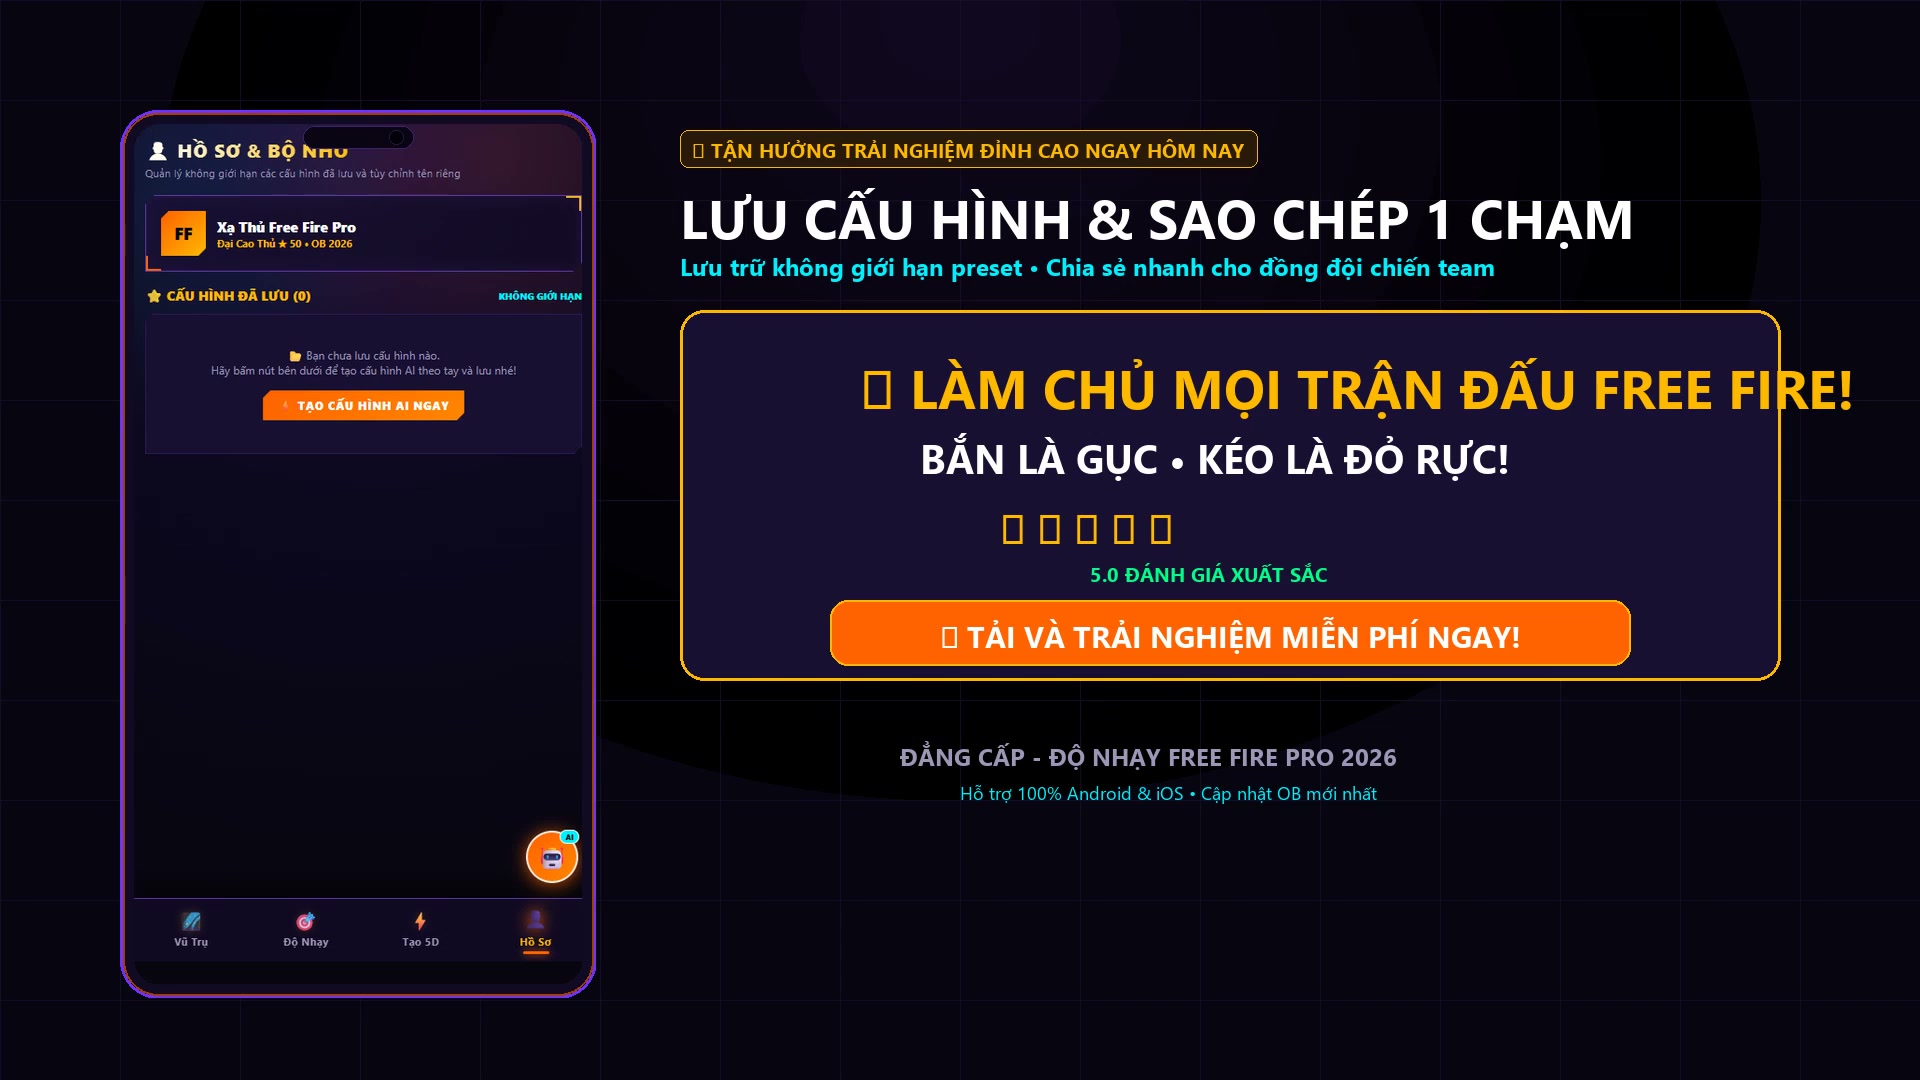 HỒ SƠ & BỘ NHỚ
Quản lý không giới hạn các cấu hình đã lưu và tùy chỉnh tên riêng
FF
Xạ Thủ Free Fire Pro
Đại Cao Thủ ★ 50 • OB 2026
CẤU HÌNH ĐÃ LƯU (0)
KHÔNG GIỚI HẠN
Bạn chưa lưu cấu hình nào.
Hãy bấm nút bên dưới để tạo cấu hình AI theo tay và lưu nhé!
TẠO CẤU HÌNH AI NGAY
AI
Vũ Trụ
Độ Nhạy
Tạo 5D
Hồ Sơ
TẬN HƯỞNG TRẢI NGHIỆM ĐỈNH CAO NGAY HÔM NAY
LƯU CẤU HÌNH & SAO CHÉP 1 CHẠM
Lưu trữ không giới hạn preset • Chia sẻ nhanh cho đồng đội chiến team
LÀM CHỦ MỌI TRẬN ĐẤU FREE FIRE!
BẮN LÀ GỤC • KÉO LÀ ĐỎ RỰC!
5.0 ĐÁNH GIÁ XUẤT SẮC
TẢI VÀ TRẢI NGHIỆM MIỄN PHÍ NGAY!
ĐẲNG CẤP - ĐỘ NHẠY FREE FIRE PRO 2026
Hỗ trợ 100% Android & iOS • Cập nhật OB mới nhất